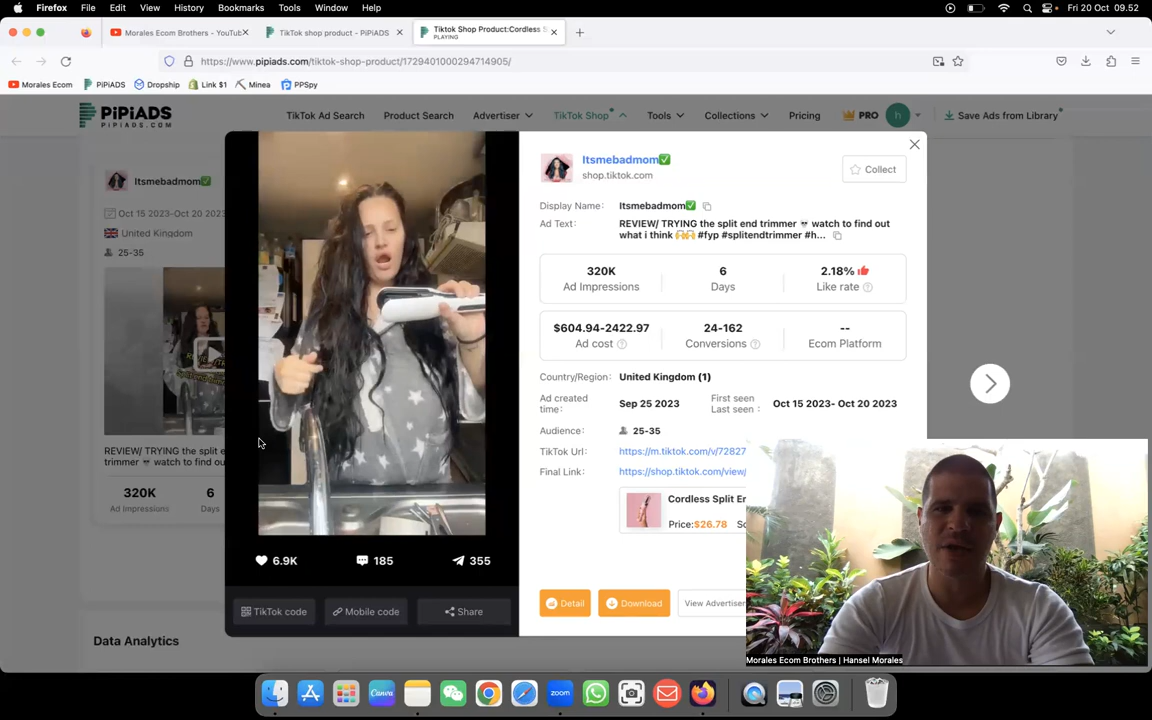 Firefox File Edit View History Bookmarks Tools Window Help Fri 20 Oct 09.52
Morales Ecom Brothers - YouTub
TikTok shop product - PiPiADS
Tiktok Shop Product:Cordless S
PLAYING
https://www.pipiads.com/tiktok-shop-product/1729401000294714905/
Morales Ecom PiPiADS Dropship Link $1 Minea PPSpy
PiPiADS
PIPIADS.COM
TikTok Ad Search Product Search Advertiser TikTok Shop Tools Collections Pricing PRO h Save Ads from Library
Itsmebadmom✅
Oct 15 2023-Oct 20 2023
United Kingdom
25-35
REVIEW/ TRYING the split e
trimmer ☠️ watch to find out
320K 6
Ad Impressions Days
Data Analytics
6.9K 185 355
TikTok code Mobile code Share
Itsmebadmom✅
shop.tiktok.com
Collect
Display Name: Itsmebadmom✅
Ad Text: REVIEW/ TRYING the split end trimmer ☠️ watch to find out
what i think 🙌🙌 #fyp #splitendtrimmer #h...
320K 6 2.18%
Ad Impressions Days Like rate
$604.94-2422.97 24-162 --
Ad cost Conversions Ecom Platform
Country/Region: United Kingdom (1)
Ad created time: Sep 25 2023 First seen Last seen : Oct 15 2023- Oct 20 2023
Audience: 25-35
TikTok Url: https://m.tiktok.com/v/72827
Final Link: https://shop.tiktok.com/view/
Cordless Split Er
Price:$26.78 So
Detail Download View Advertiser
Morales Ecom Brothers | Hansel Morales
Canva zoom